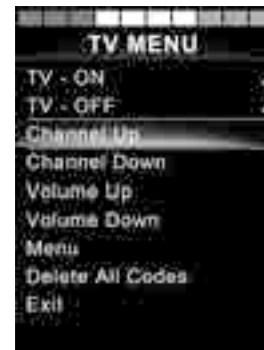 TV MENU
TV - ON
TV - OFF
Channel Up
Channel Down
Volume Up
Volume Down
Menu
Delete All Codes
Exit